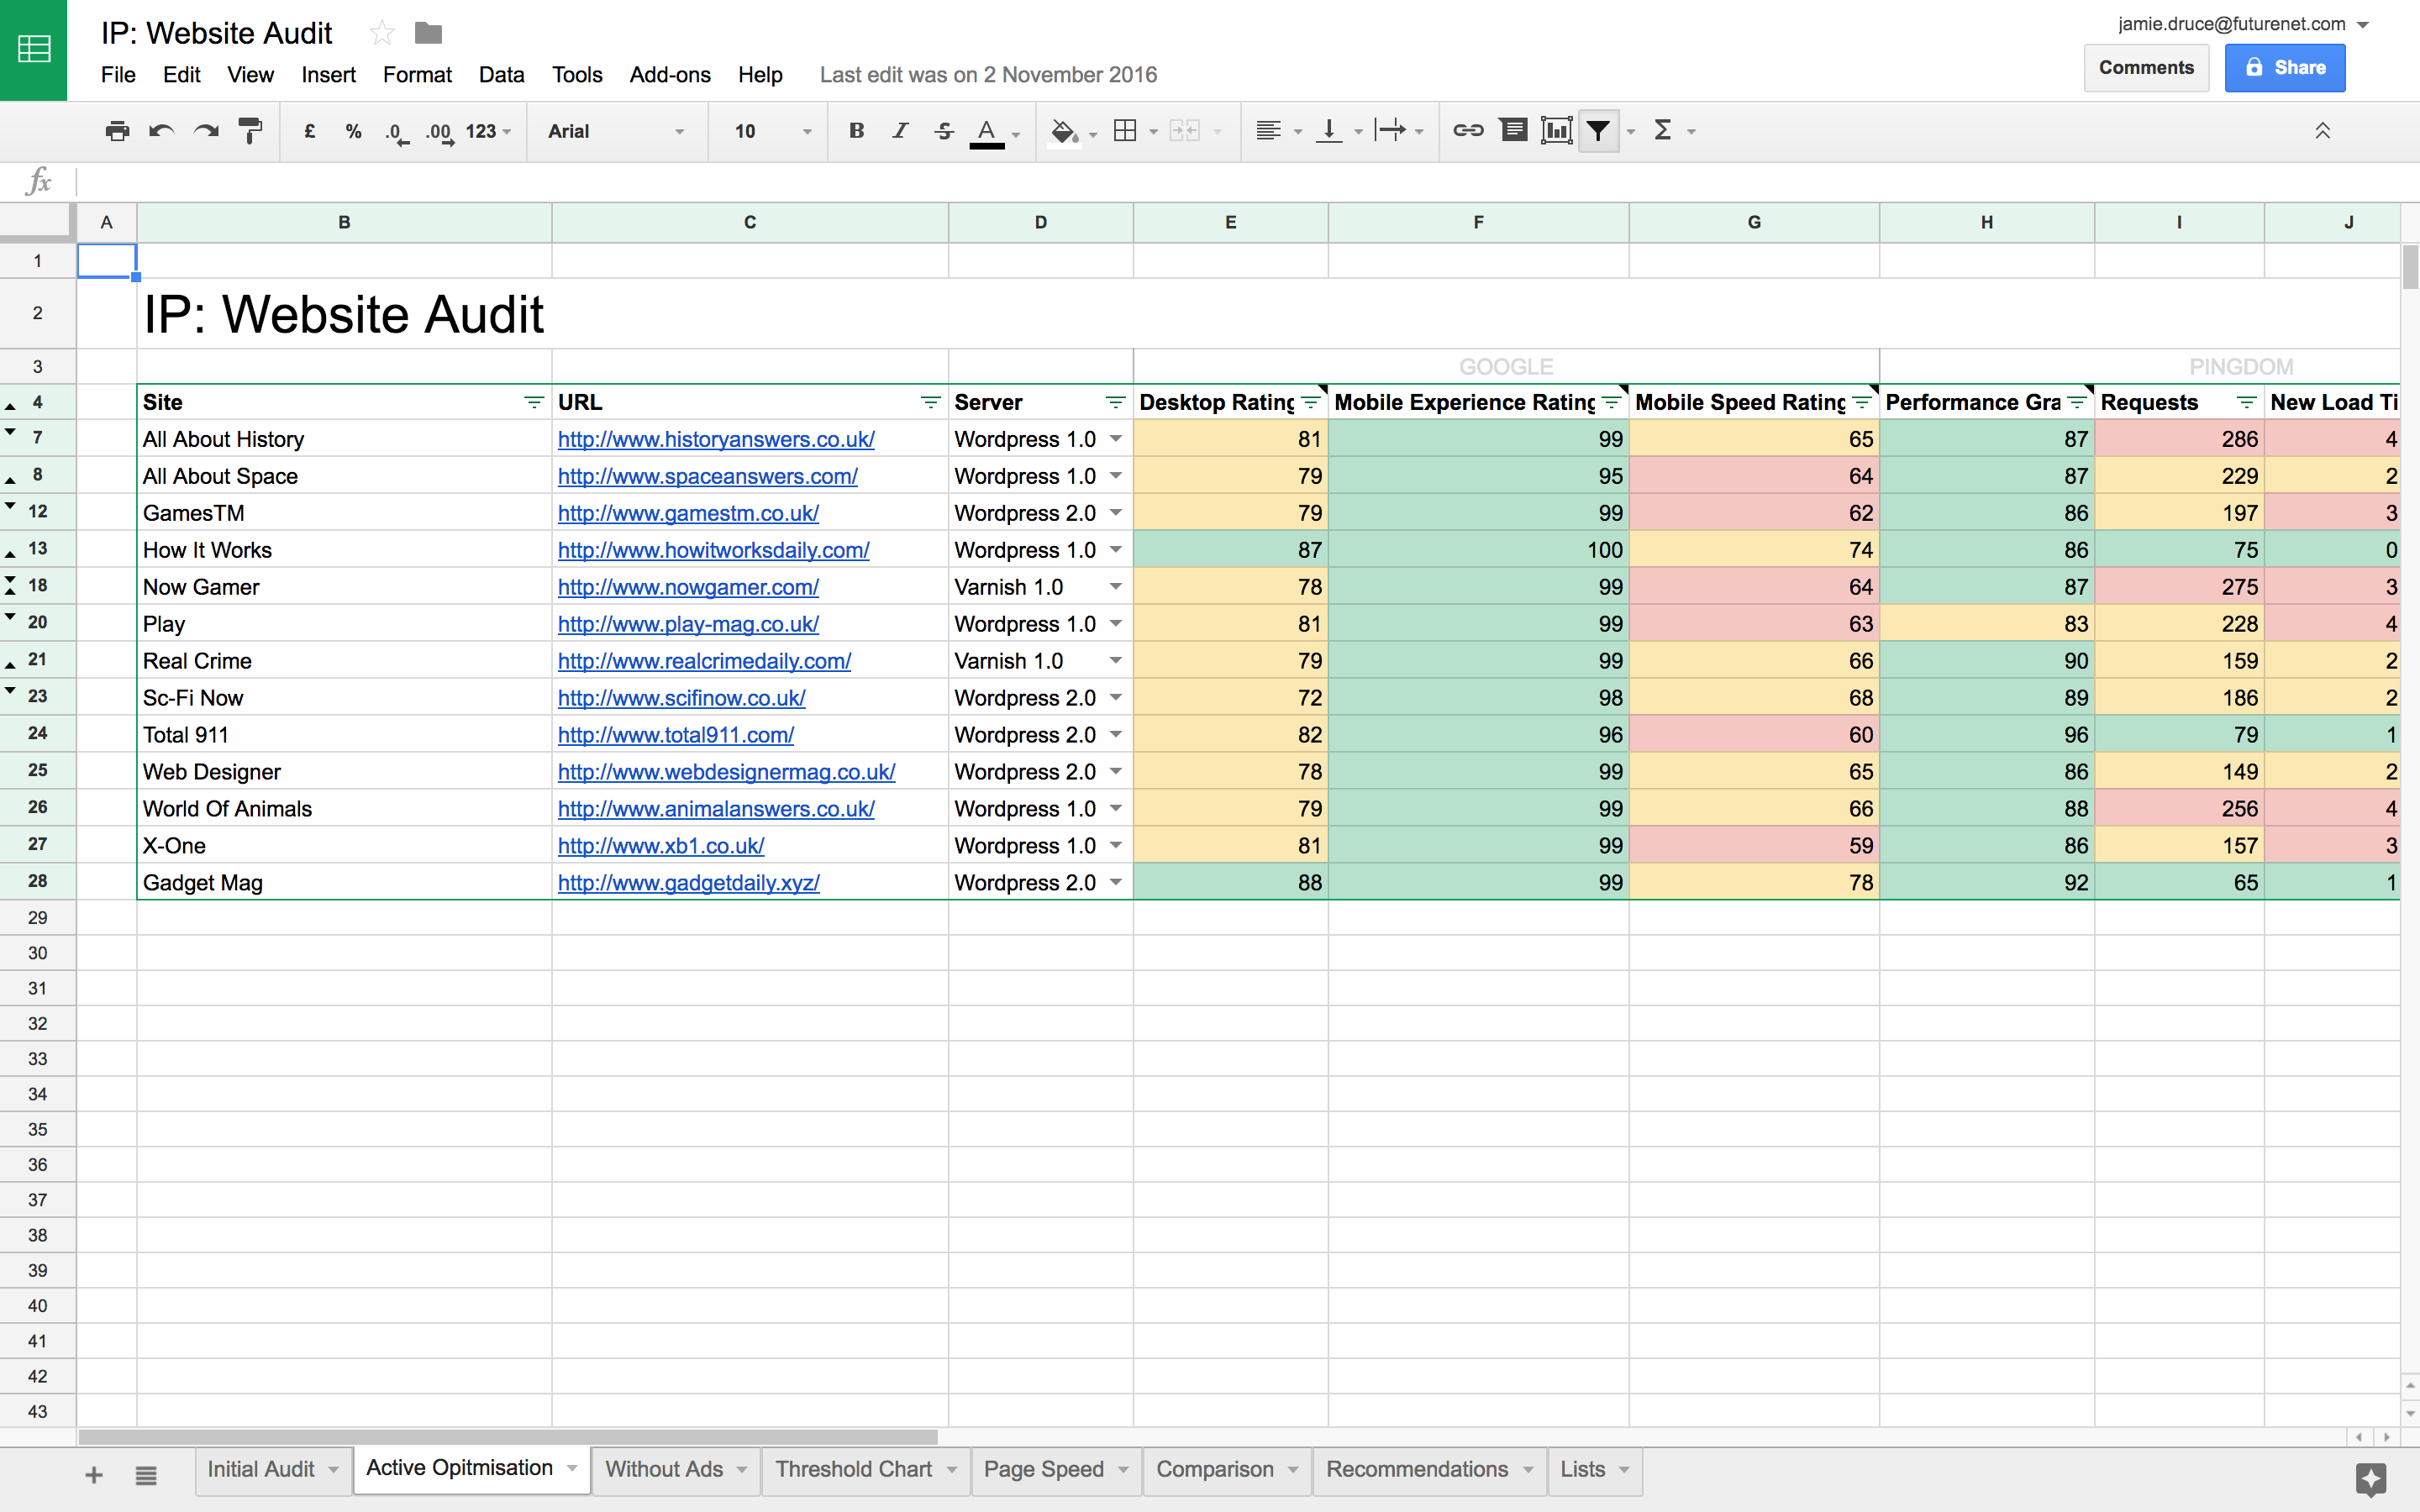 IP: Website Audit
jamie.druce@futurenet.com
File Edit View Insert Format Data Tools Add-ons Help Last edit was on 2 November 2016
Comments Share
£ % .0 .00 123 Arial 10 B I S A Σ
fx
A B C D E F G H I J
1
2 IP: Website Audit
3 GOOGLE PINGDOM
4 Site URL Server Desktop Rating Mobile Experience Rating Mobile Speed Rating Performance Gra Requests New Load Ti
7 All About History http://www.historyanswers.co.uk/ Wordpress 1.0 81 99 65 87 286 4
8 All About Space http://www.spaceanswers.com/ Wordpress 1.0 79 95 64 87 229 2
12 GamesTM http://www.gamestm.co.uk/ Wordpress 2.0 79 99 62 86 197 3
13 How It Works http://www.howitworksdaily.com/ Wordpress 1.0 87 100 74 86 75 0
18 Now Gamer http://www.nowgamer.com/ Varnish 1.0 78 99 64 87 275 3
20 Play http://www.play-mag.co.uk/ Wordpress 1.0 81 99 63 83 228 4
21 Real Crime http://www.realcrimedaily.com/ Varnish 1.0 79 99 66 90 159 2
23 Sc-Fi Now http://www.scifinow.co.uk/ Wordpress 2.0 72 98 68 89 186 2
24 Total 911 http://www.total911.com/ Wordpress 2.0 82 96 60 96 79 1
25 Web Designer http://www.webdesignermag.co.uk/ Wordpress 2.0 78 99 65 86 149 2
26 World Of Animals http://www.animalanswers.co.uk/ Wordpress 1.0 79 99 66 88 256 4
27 X-One http://www.xb1.co.uk/ Wordpress 1.0 81 99 59 86 157 3
28 Gadget Mag http://www.gadgetdaily.xyz/ Wordpress 2.0 88 99 78 92 65 1
29
30
31
32
33
34
35
36
37
38
39
40
41
42
43
Initial Audit Active Opitmisation Without Ads Threshold Chart Page Speed Comparison Recommendations Lists